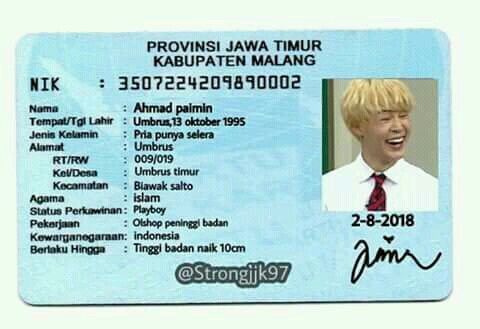 PROVINSI JAWA TIMUR
KABUPATEN MALANG
NIK : 3507224209890002
Nama : Ahmad paimin
Tempat/Tgl Lahir : Umbrus,13 oktober 1995
Jenis Kelamin : Pria punya selera
Alamat : Umbrus
RT/RW : 009/019
Kel/Desa : Umbrus timur
Kecamatan : Biawak salto
Agama : islam
Status Perkawinan : Playboy
Pekerjaan : Olshop peninggi badan
Kewarganegaraan: indonesia
Berlaku Hingga : Tinggi badan naik 10cm
2-8-2018
@Strongjjk97